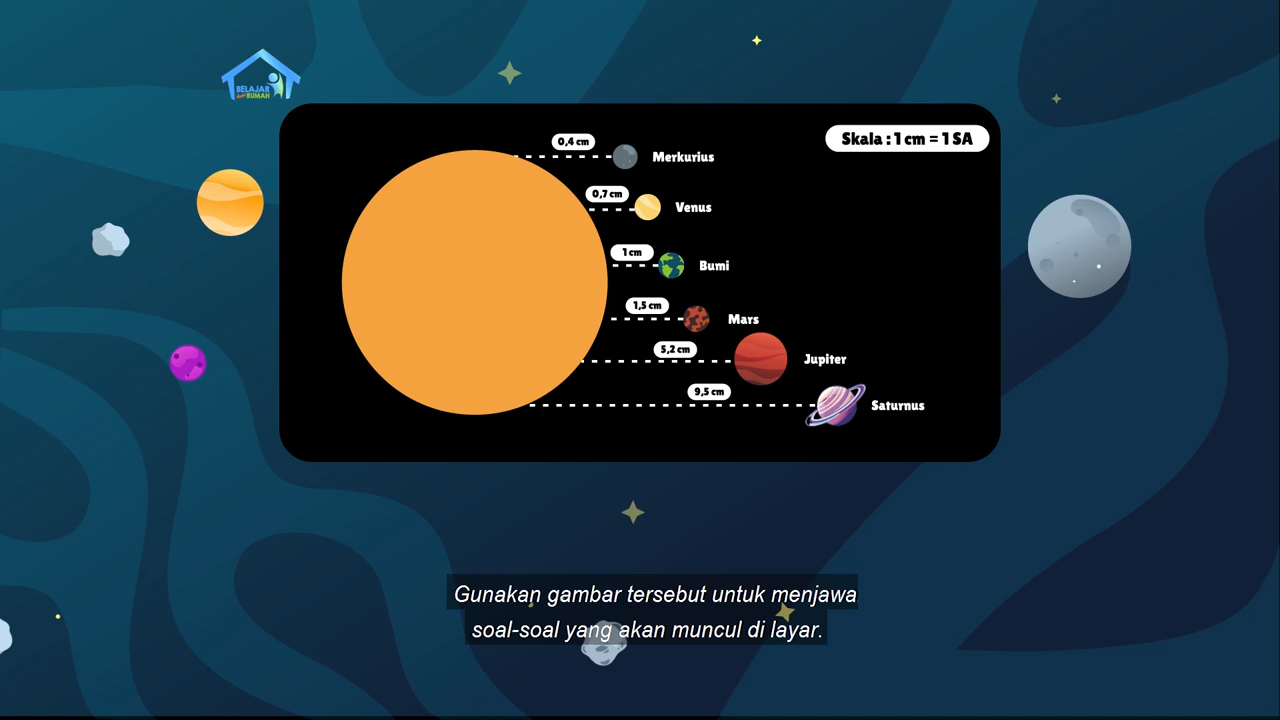 BELAJAR
dari RUMAH
Skala : 1 cm = 1 SA
0,4 cm
Merkurius
0,7 cm
Venus
1 cm
Bumi
1,5 cm
Mars
5,2 cm
Jupiter
9,5 cm
Saturnus
Gunakan gambar tersebut untuk menjawa
soal-soal yang akan muncul di layar.